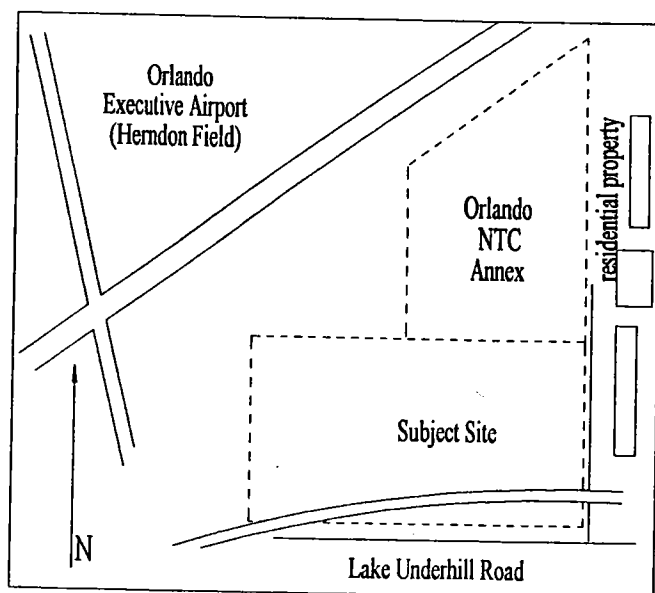 Orlando
Executive Airport
(Herndon Field)
residential property
Orlando
NTC
Annex
Subject Site
N
Lake Underhill Road